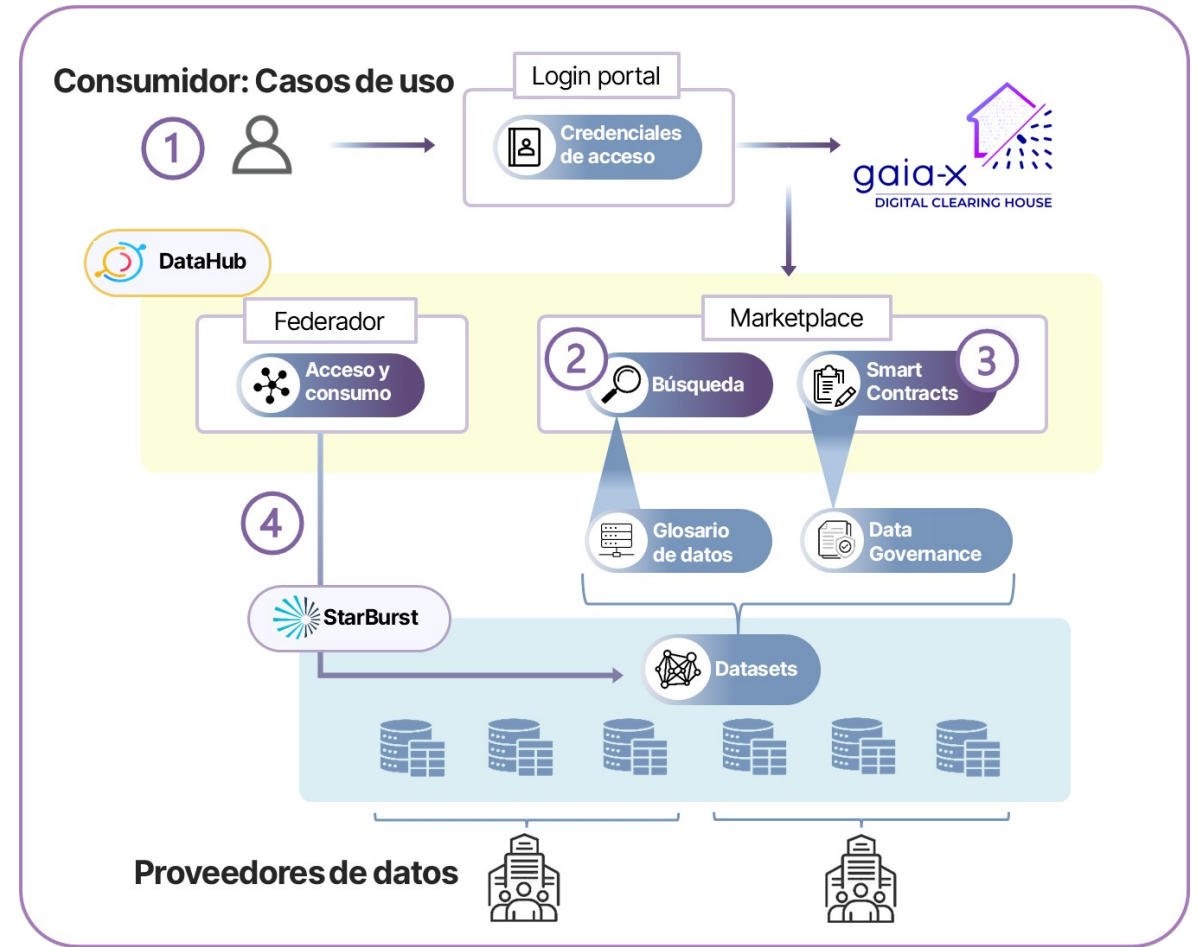 Login portal
Consumidor: Casos de uso
1
Credenciales
de acceso
gaia-x
DIGITAL CLEARING HOUSE
DataHub
Federador
Marketplace
Acceso y
consumo
2
Búsqueda
Smart
Contracts
3
4
Glosario
de datos
Data
Governance
StarBurst
Datasets
Proveedores de datos